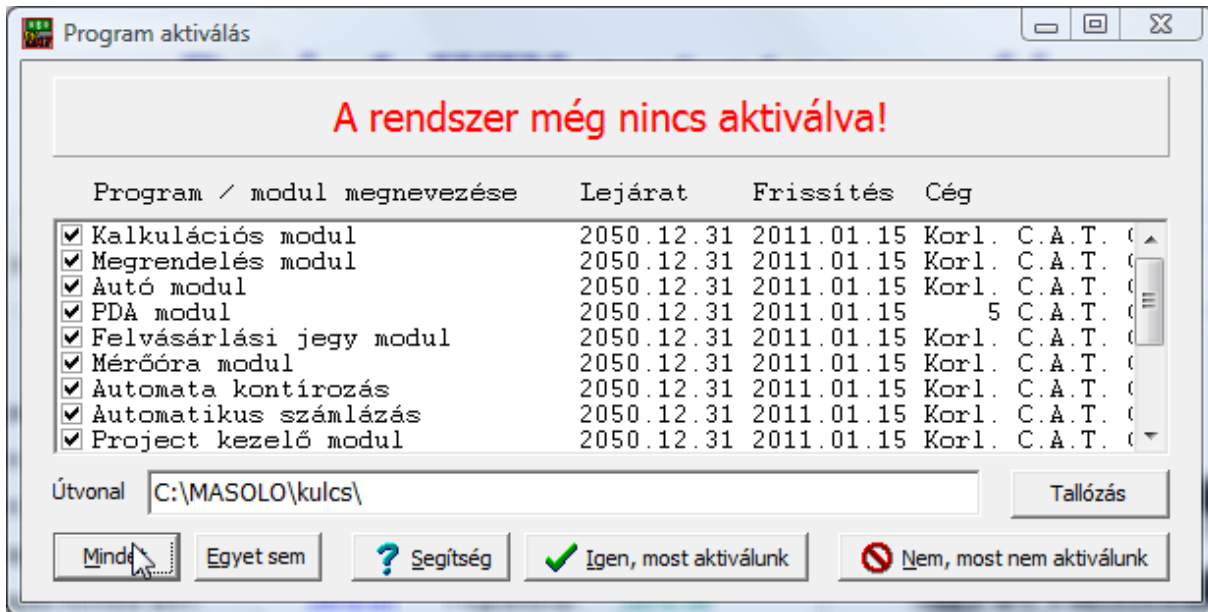 Program aktiválás
A rendszer még nincs aktiválva!
Program / modul megnevezése Lejárat Frissítés Cég
Kalkulációs modul 2050.12.31 2011.01.15 Korl. C.A.T.
Megrendelés modul 2050.12.31 2011.01.15 Korl. C.A.T.
Autó modul 2050.12.31 2011.01.15 Korl. C.A.T.
PDA modul 2050.12.31 2011.01.15 5 C.A.T.
Felvásárlási jegy modul 2050.12.31 2011.01.15 Korl. C.A.T.
Mérőóra modul 2050.12.31 2011.01.15 Korl. C.A.T.
Automata kontírozás 2050.12.31 2011.01.15 Korl. C.A.T.
Automatikus számlázás 2050.12.31 2011.01.15 Korl. C.A.T.
Project kezelő modul 2050.12.31 2011.01.15 Korl. C.A.T.
Útvonal C:\MASOLO\kulcs\ Tallózás
Egyet sem ? Segítség Igen, most aktiválunk Nem, most nem aktiválunk